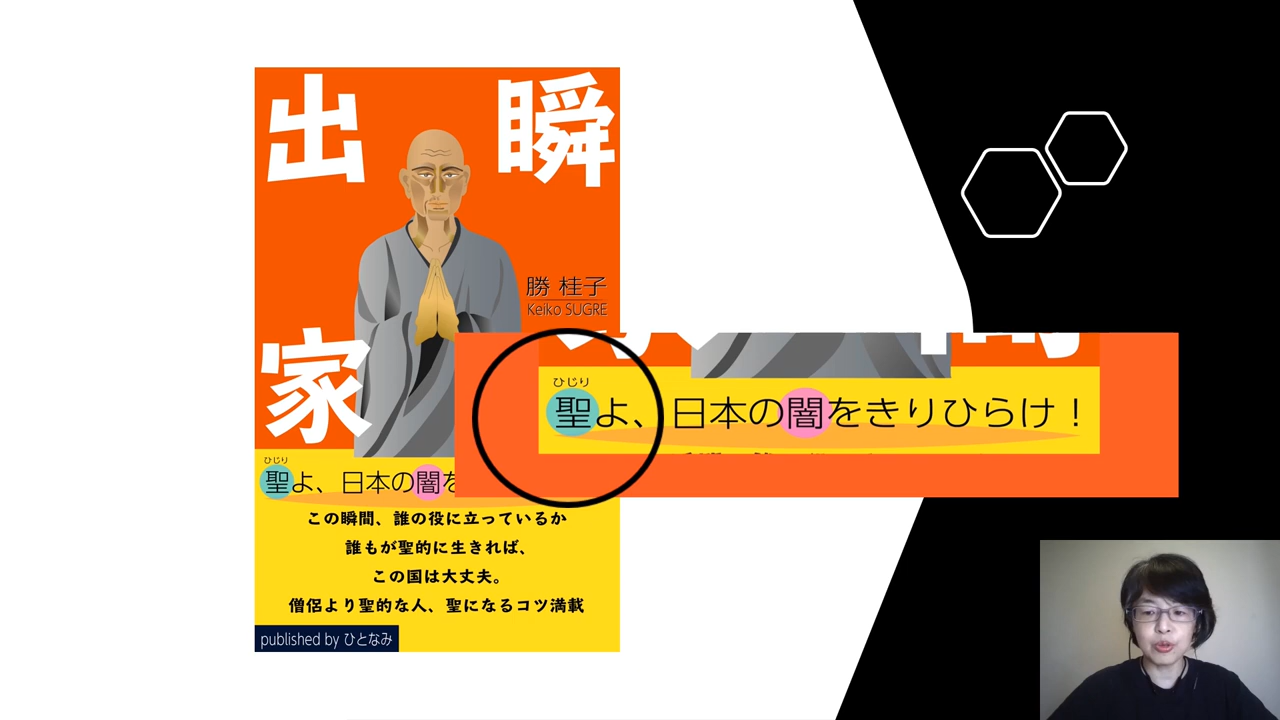 瞬
出
家
勝 桂子
Keiko SUGRE
ひじり
聖よ、日本の闇を
この瞬間、誰の役に立っているか
誰もが聖的に生きれば、
この国は大丈夫。
僧侶より聖的な人、聖になるコツ満載
published by ひとなみ
ひじり
聖よ、日本の闇をきりひらけ！